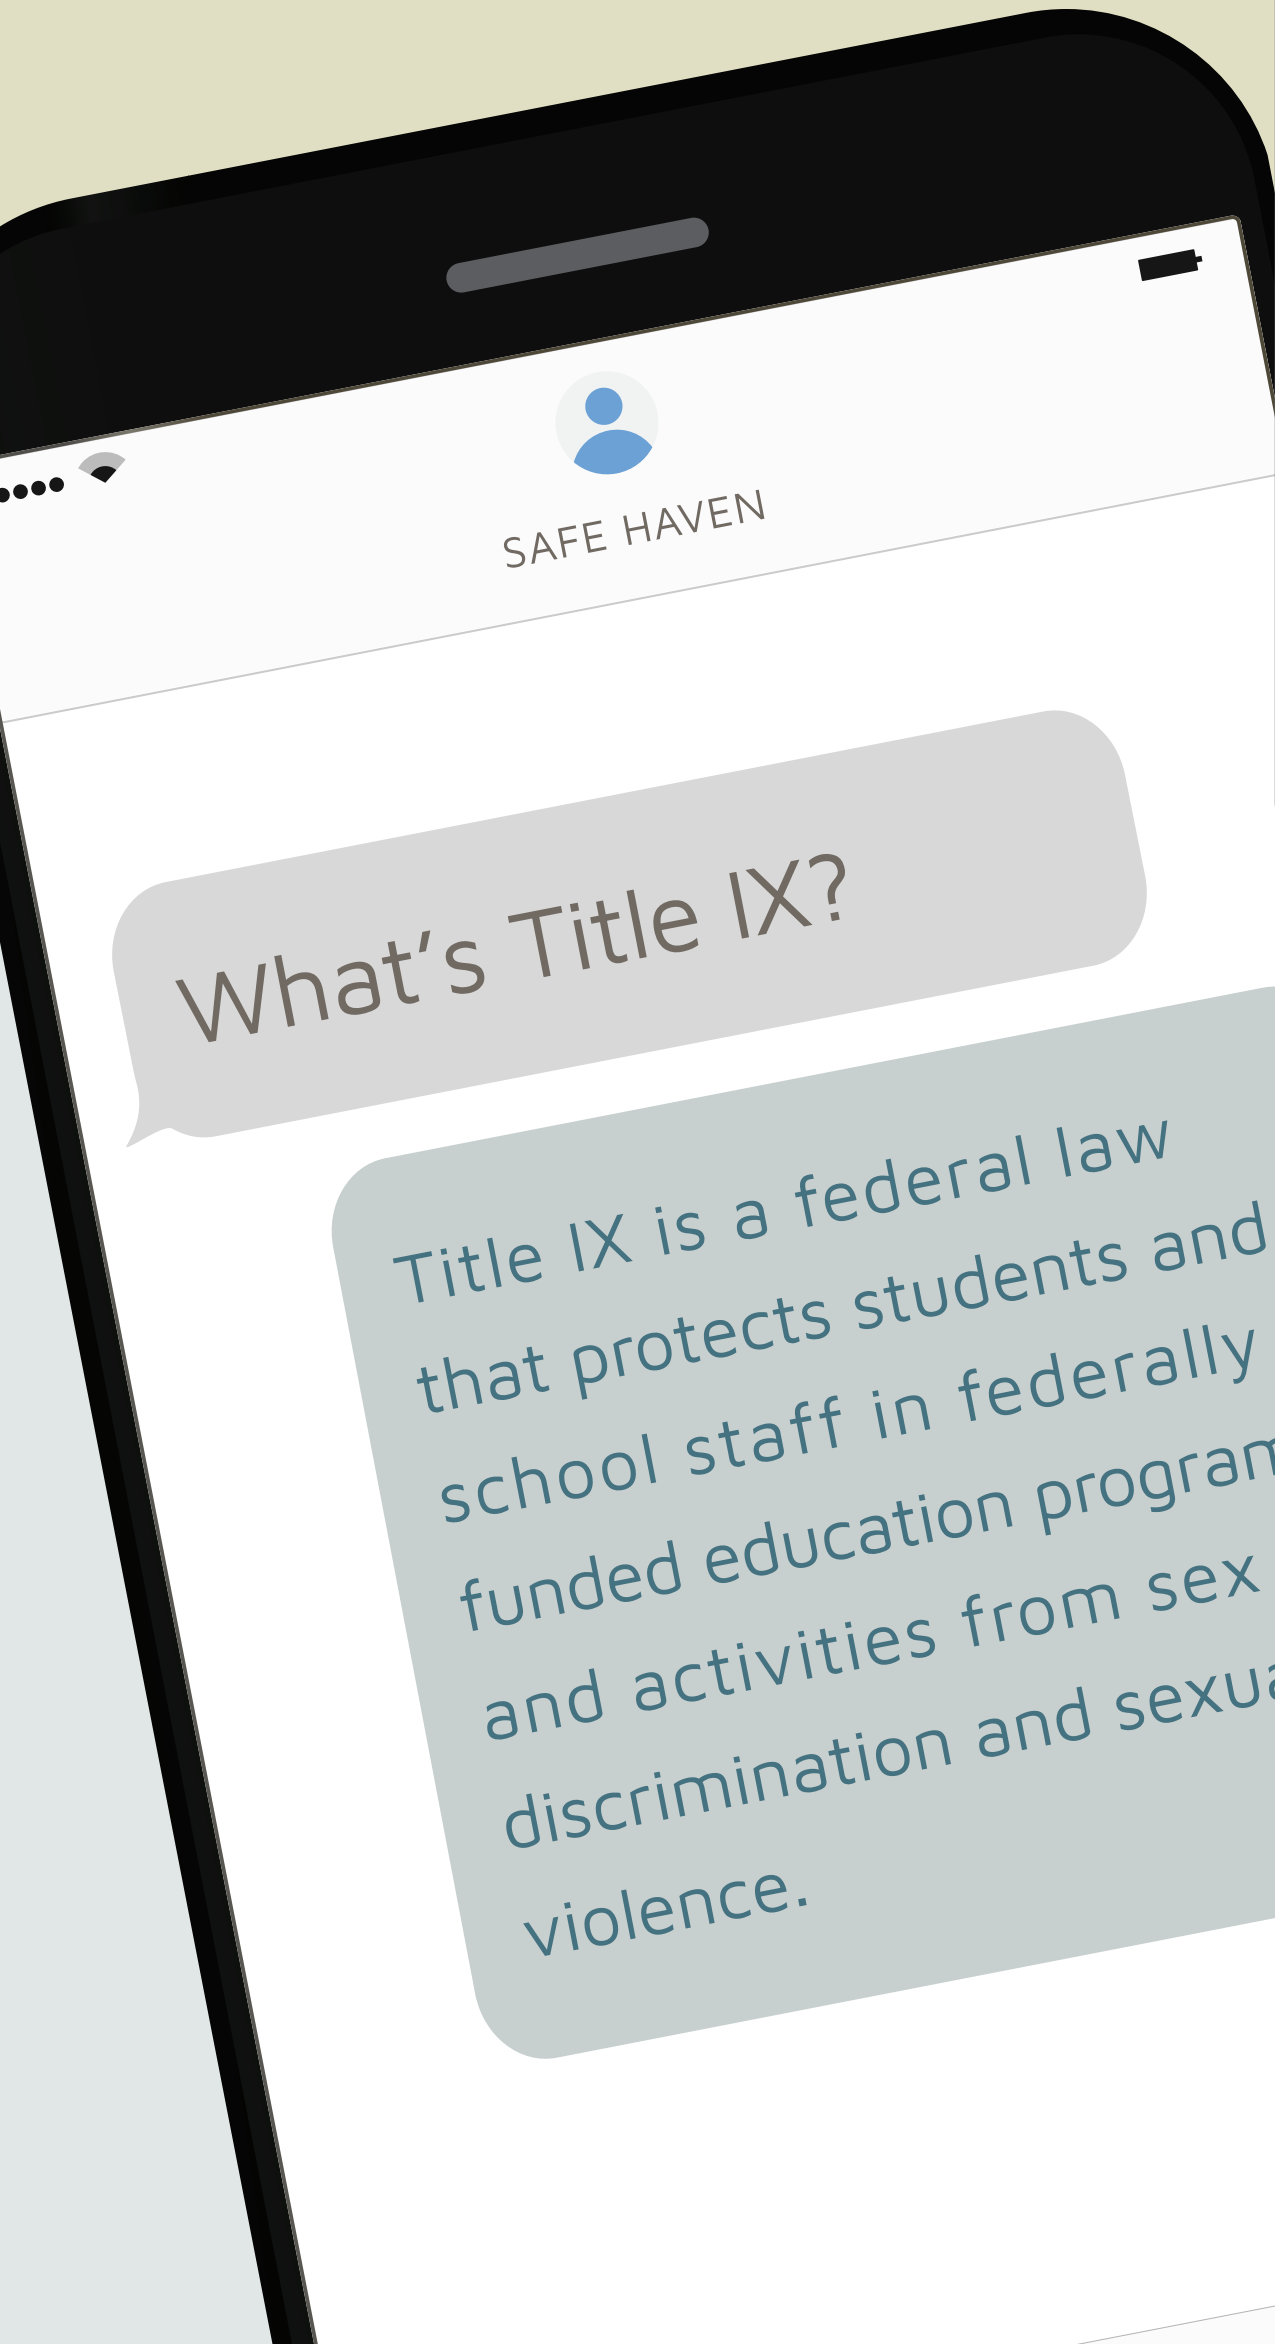 SAFE HAVEN
What's Title IX?
Title IX is a federal law
that protects students and
school staff in federally
funded education program
and activities from sex
discrimination and sexua
violence.